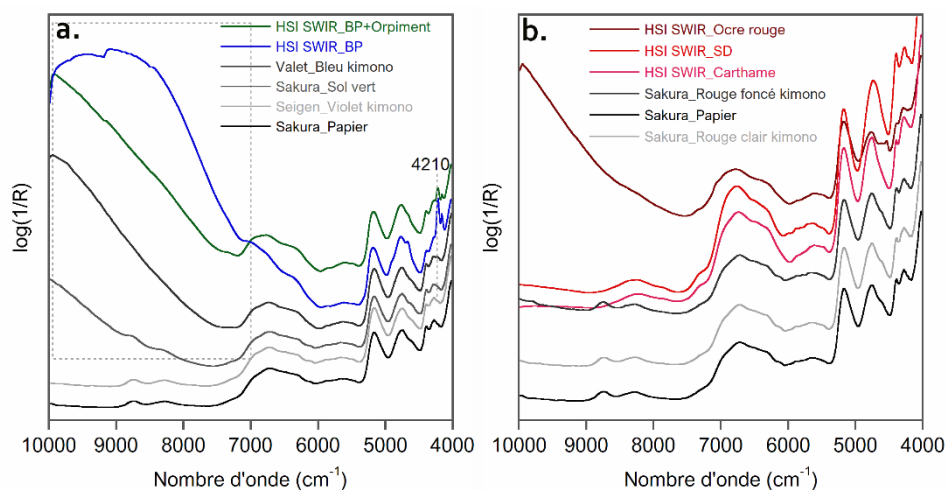 a.
HSI SWIR_BP+Orpiment
HSI SWIR_BP
Valet_Bleu kimono
Sakura_Sol vert
Seigen_Violet kimono
Sakura_Papier
4210
log(1/R)
10000 9000 8000 7000 6000 5000 4000
Nombre d'onde (cm⁻¹)
b.
HSI SWIR_Ocre rouge
HSI SWIR_SD
HSI SWIR_Carthame
Sakura_Rouge foncé kimono
Sakura_Papier
Sakura_Rouge clair kimono
log(1/R)
10000 9000 8000 7000 6000 5000 4000
Nombre d'onde (cm⁻¹)